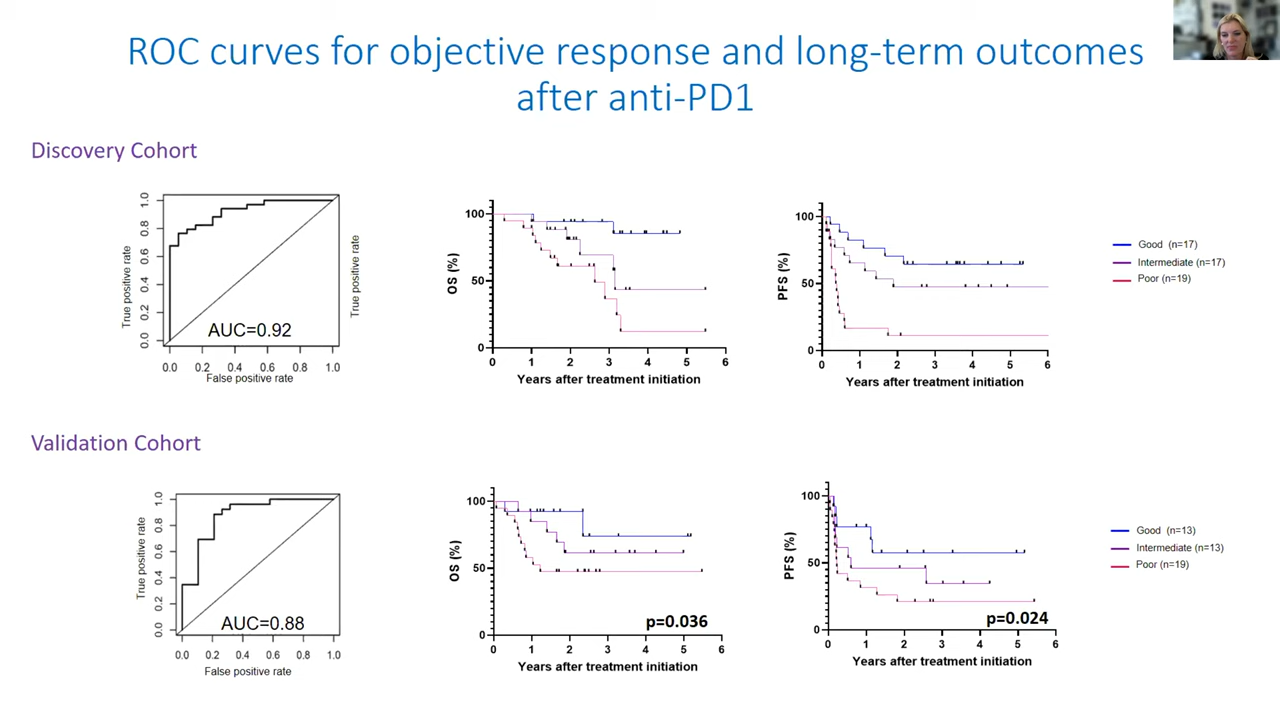 ROC curves for objective response and long-term outcomes
after anti-PD1
Discovery Cohort
True positive rate
1.0
0.8
0.6
0.4
0.2
0.0
AUC=0.92
0.0 0.2 0.4 0.6 0.8 1.0
False positive rate
True positive rate
OS (%)
100
50
0
0 1 2 3 4 5 6
Years after treatment initiation
PFS (%)
100
50
0
0 1 2 3 4 5 6
Years after treatment initiation
Good (n=17)
Intermediate (n=17)
Poor (n=19)
Validation Cohort
True positive rate
1.0
0.8
0.6
0.4
0.2
0.0
AUC=0.88
0.0 0.2 0.4 0.6 0.8 1.0
False positive rate
OS (%)
100
50
0
p=0.036
0 1 2 3 4 5 6
Years after treatment initiation
PFS (%)
100
50
0
p=0.024
0 1 2 3 4 5 6
Years after treatment initiation
Good (n=13)
Intermediate (n=13)
Poor (n=19)